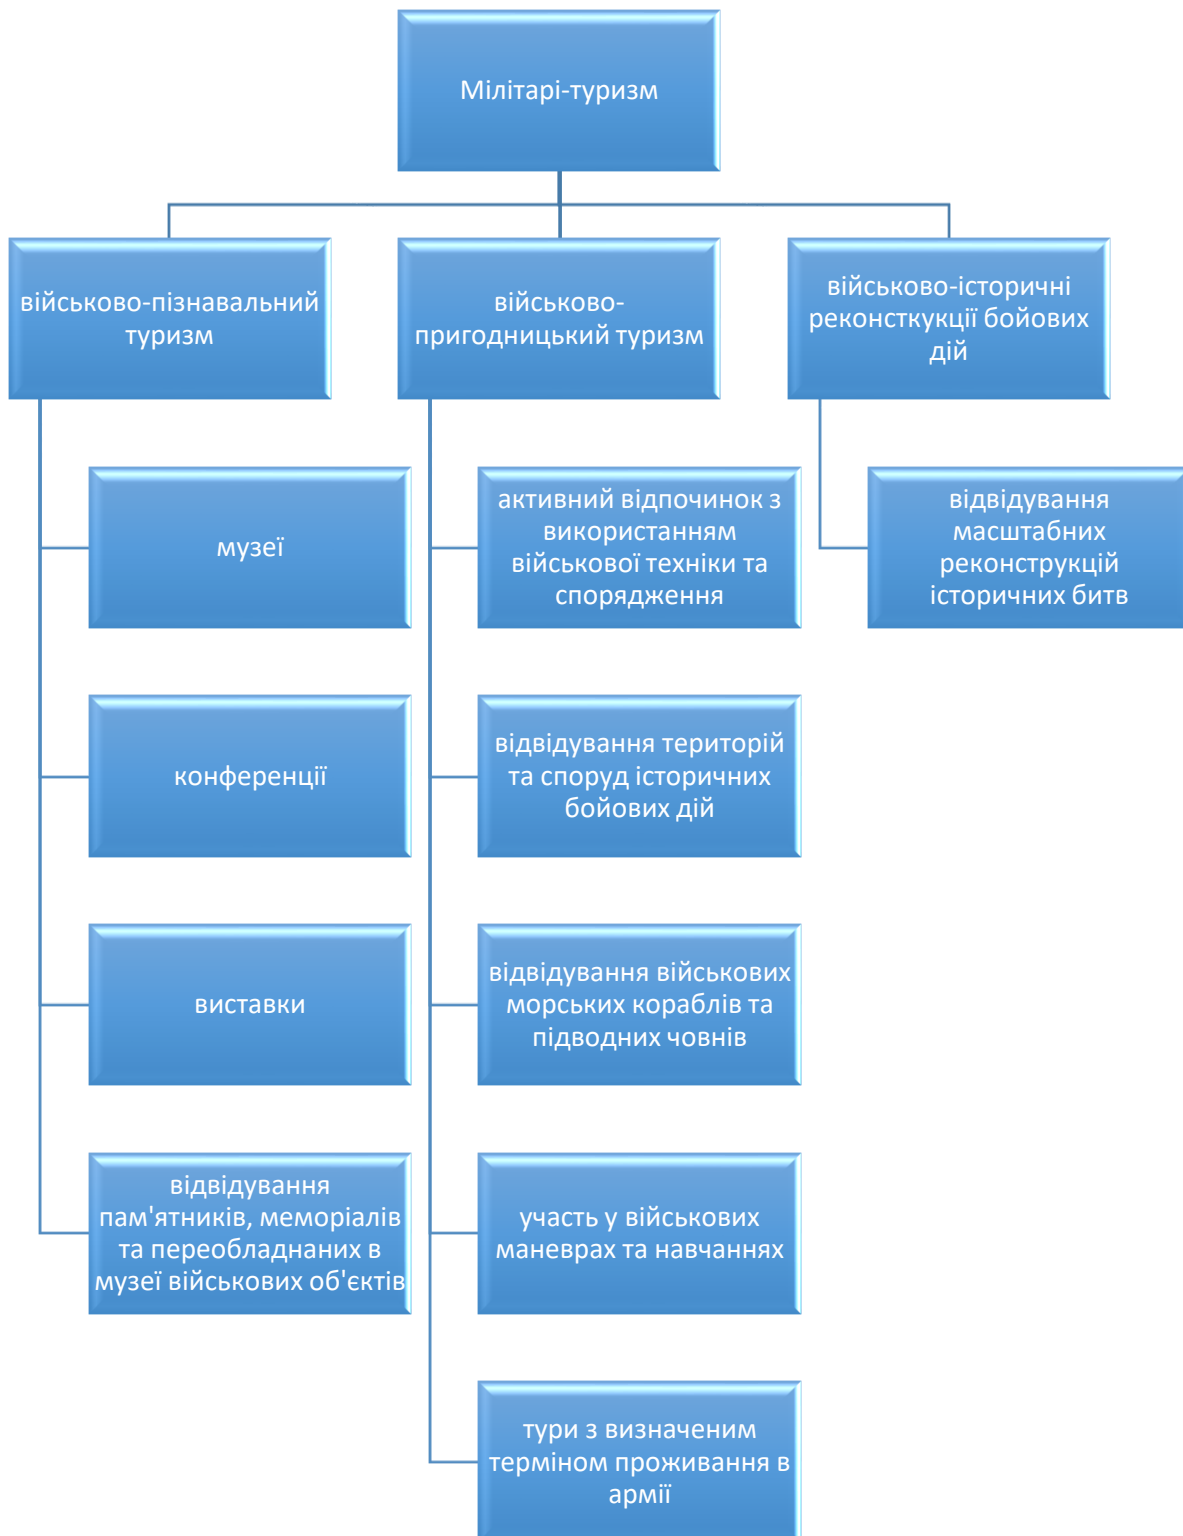 Мілітарі-туризм
військово-пізнавальний
туризм
військово-
пригодницький туризм
військово-історичні
реконсткукції бойових
дій
музеї
конференції
виставки
відвідування
пам'ятників, меморіалів
та переобладнаних в
музеї військових об'єктів
активний відпочинок з
використанням
військової техніки та
спорядження
відвідування територій
та споруд історичних
бойових дій
відвідування військових
морських кораблів та
підводних човнів
участь у військових
маневрах та навчаннях
тури з визначеним
терміном проживання в
армії
відвідування
масштабних
реконструкцій
історичних битв